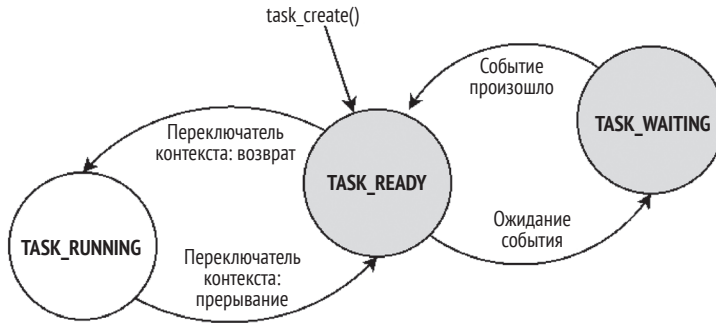 task_create()
Событие
произошло
TASK_WAITING
Переключатель
контекста: возврат
TASK_READY
TASK_RUNNING
Ожидание
события
Переключатель
контекста:
прерывание